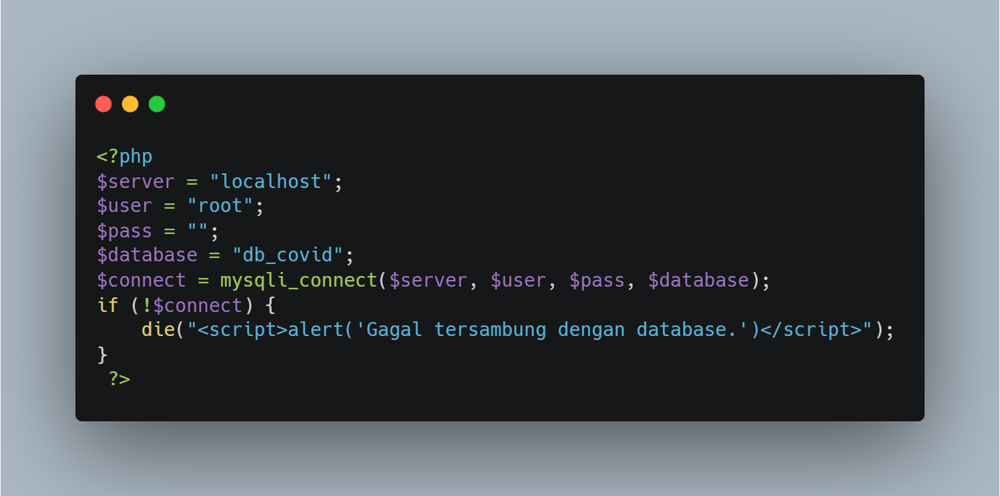 <?php
$server = "localhost";
$user = "root";
$pass = "";
$database = "db_covid";
$connect = mysqli_connect($server, $user, $pass, $database);
if (!$connect) {
    die("<script>alert('Gagal tersambung dengan database.')</script>");
}
 ?>